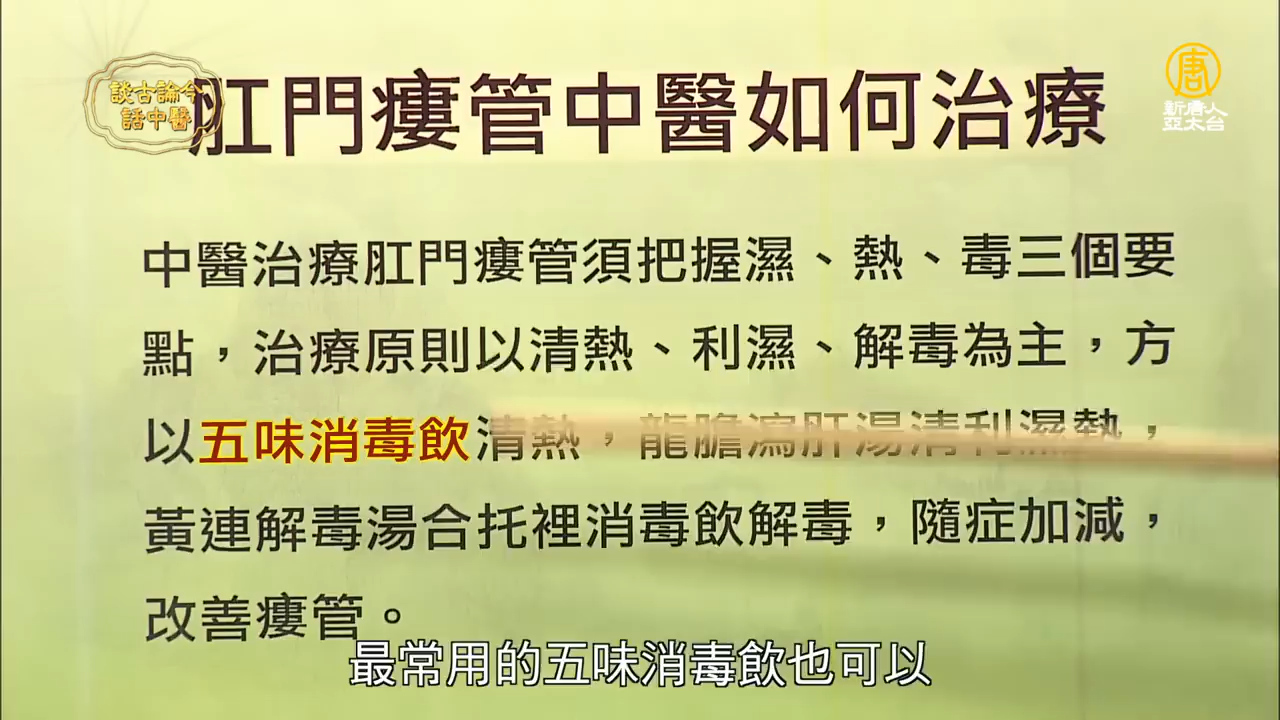 談古論今
話中醫
肛門瘻管中醫如何治療
新唐人
亞太台
中醫治療肛門瘻管須把握濕、熱、毒三個要
點，治療原則以清熱、利濕、解毒為主，方
以五味消毒飲清熱，龍膽瀉肝湯清利濕熱，
黃連解毒湯合托裡消毒飲解毒，隨症加減，
改善瘻管。
最常用的五味消毒飲也可以